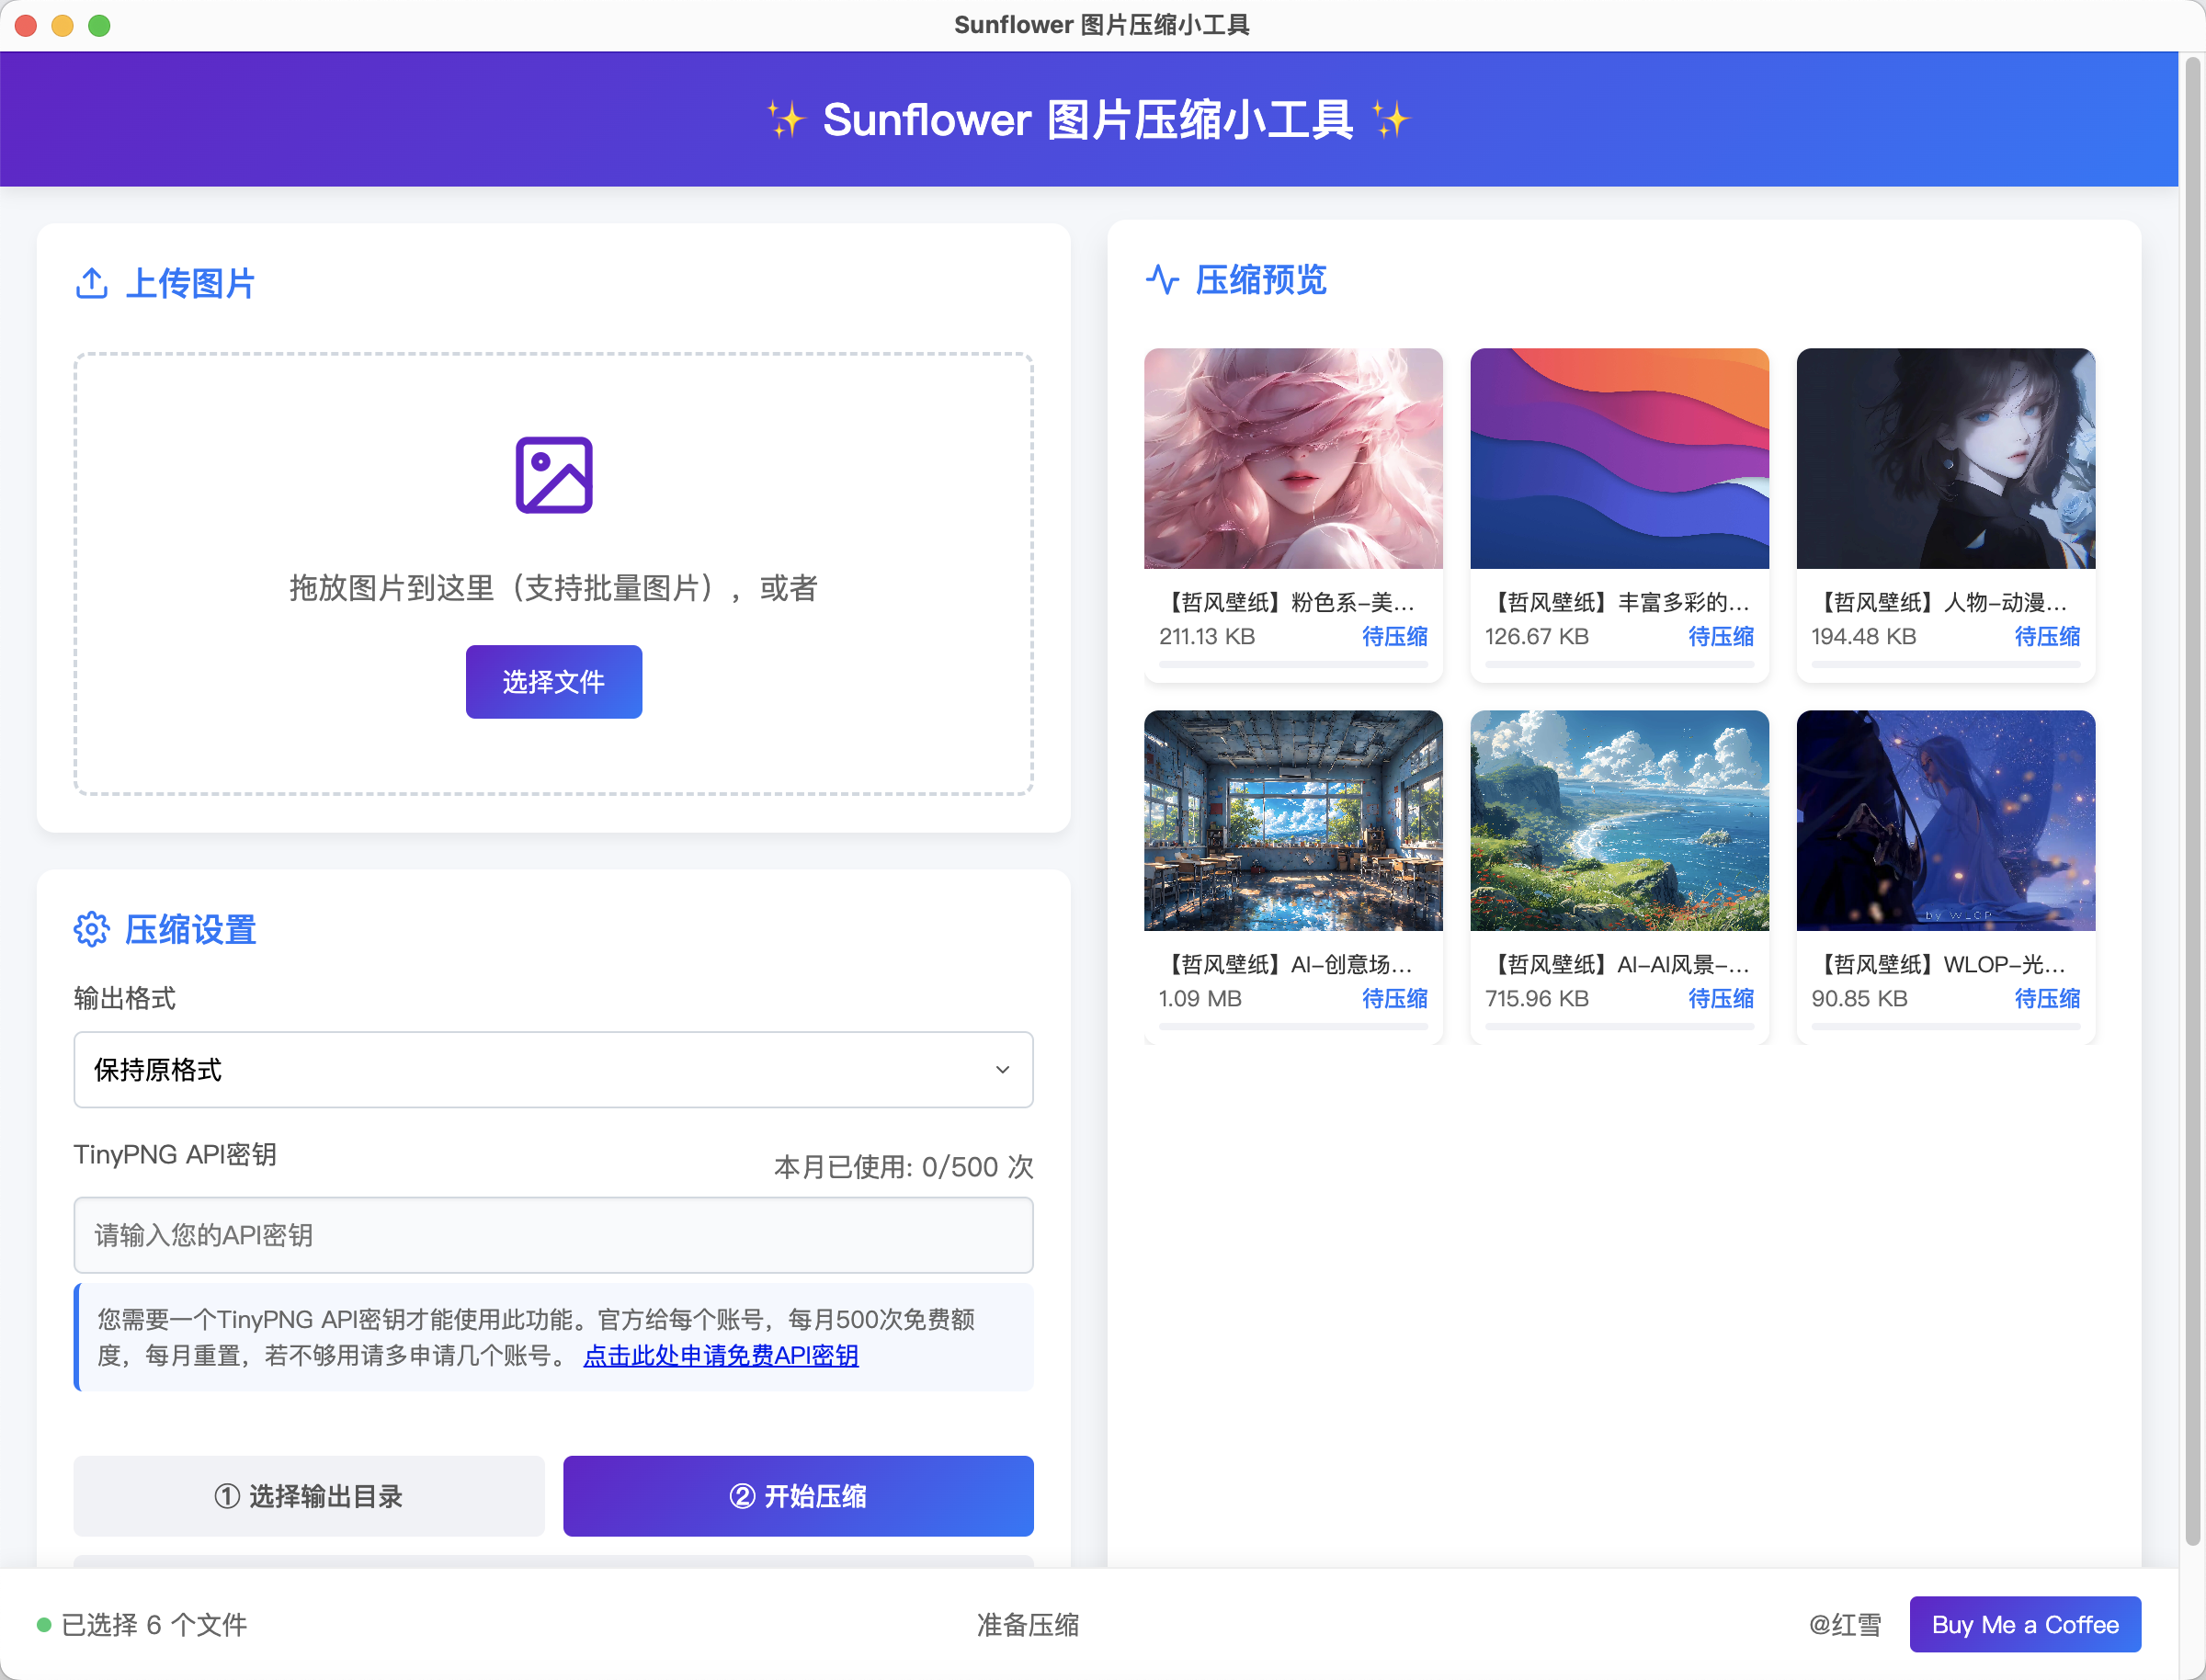 Sunflower 图片压缩小工具
✨ Sunflower 图片压缩小工具 ✨
上传图片
拖放图片到这里（支持批量图片），或者
选择文件
压缩设置
输出格式
保持原格式
TinyPNG API密钥
本月已使用: 0/500 次
请输入您的API密钥
您需要一个TinyPNG API密钥才能使用此功能。官方给每个账号，每月500次免费额
度，每月重置，若不够用请多申请几个账号。 点击此处申请免费API密钥
① 选择输出目录
② 开始压缩
压缩预览
【哲风壁纸】粉色系-美...
211.13 KB
待压缩
【哲风壁纸】丰富多彩的...
126.67 KB
待压缩
【哲风壁纸】人物-动漫...
194.48 KB
待压缩
【哲风壁纸】AI-创意场...
1.09 MB
待压缩
【哲风壁纸】AI-AI风景-...
715.96 KB
待压缩
by WLOP
【哲风壁纸】WLOP-光...
90.85 KB
待压缩
已选择 6 个文件
准备压缩
@红雪
Buy Me a Coffee